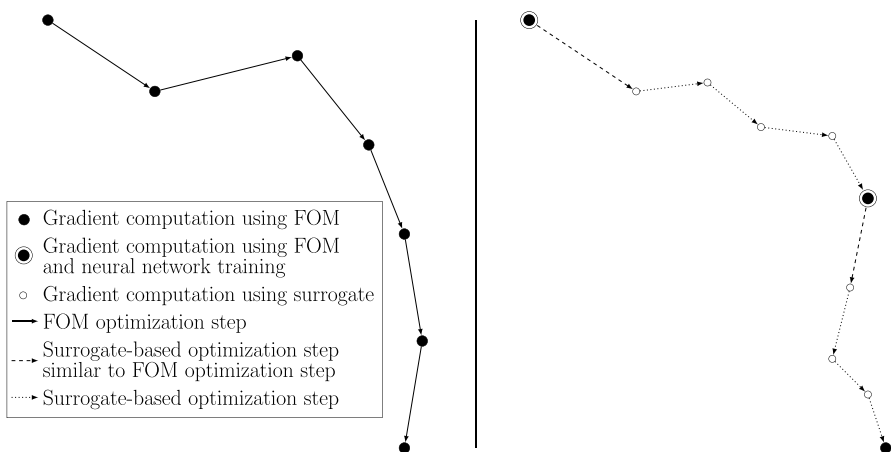 Gradient computation using FOM
Gradient computation using FOM
and neural network training
Gradient computation using surrogate
FOM optimization step
Surrogate-based optimization step
similar to FOM optimization step
Surrogate-based optimization step